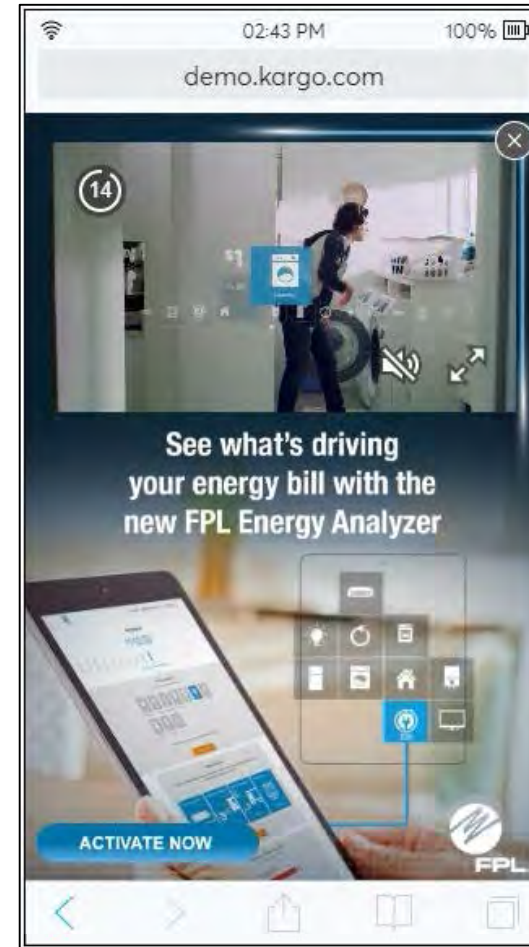 02:43 PM
100%
demo.kargo.com
14
$1
See what's driving
your energy bill with the
new FPL Energy Analyzer
ACTIVATE NOW
FPL